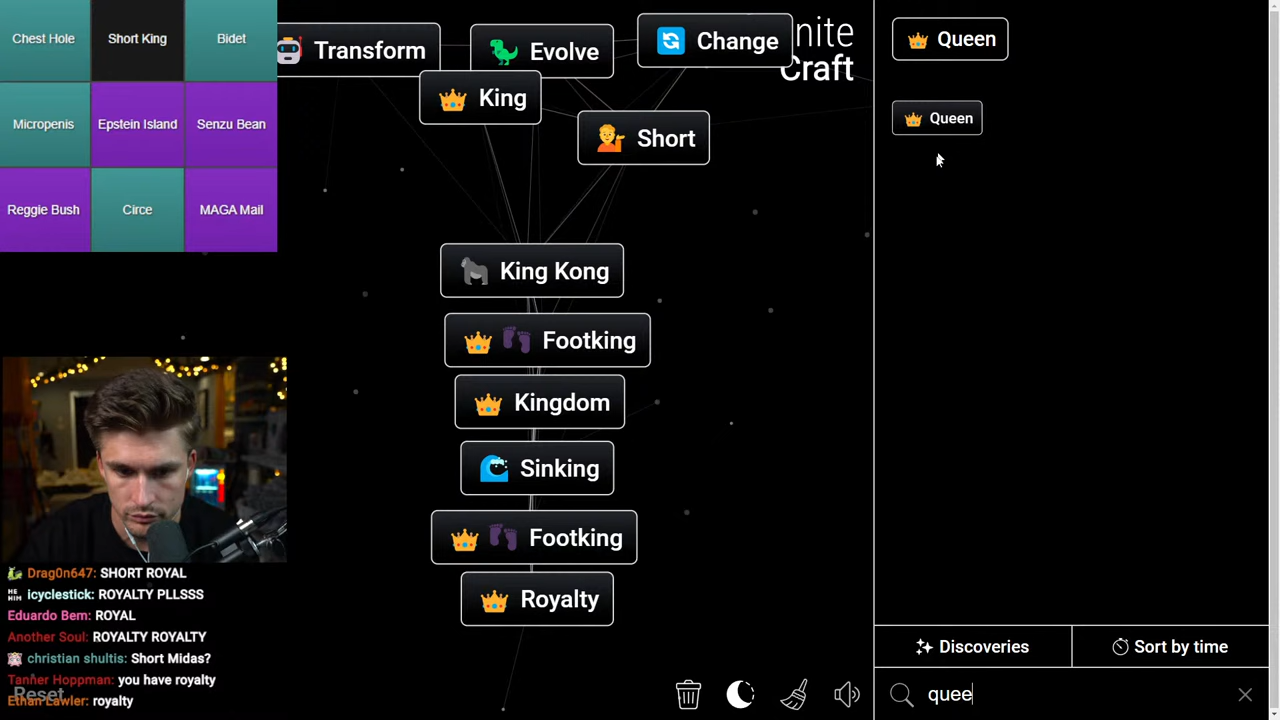 Chest Hole
Short King
Bidet
Micropenis
Epstein Island
Senzu Bean
Reggie Bush
Circe
MAGA Mail
Transform
Evolve
Change
nite
Craft
King
Short
King Kong
Footking
Kingdom
Sinking
Footking
Royalty
Queen
Queen
Drag0n647: SHORT ROYAL
HE HIM icyclestick: ROYALTY PLLSSS
Eduardo Bem: ROYAL
Another Soul: ROYALTY ROYALTY
christian shultis: Short Midas?
Tanner Hoppman: you have royalty
Ethan Lawler: royalty
Reset
Discoveries
Sort by time
quee